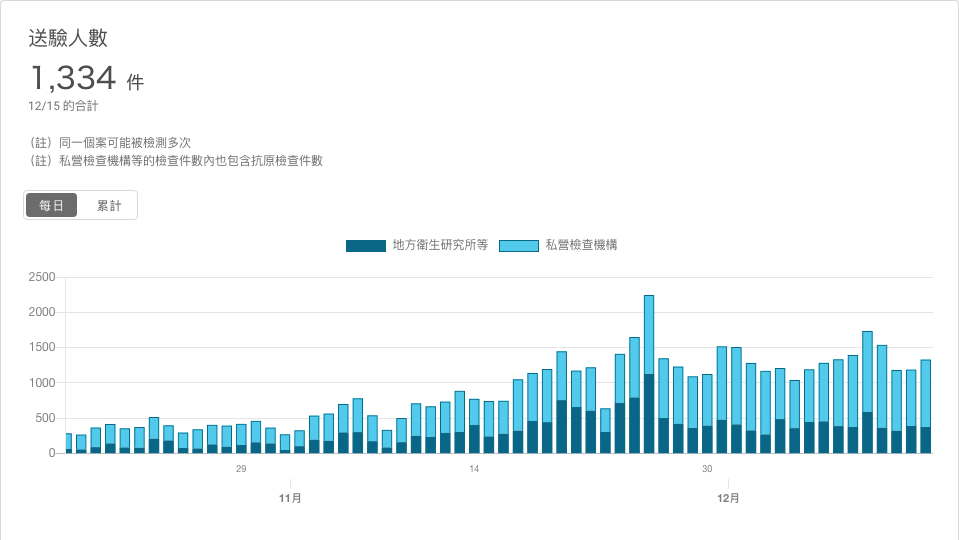 送驗人數
1,334 件
12/15 的合計
（註）同一個案可能被檢測多次
（註）私營檢查機構等的檢查件數內也包含抗原檢查件數
每日 累計
地方衛生研究所等 私營檢查機構
2500
2000
1500
1000
500
0
29 14 30
11月 12月